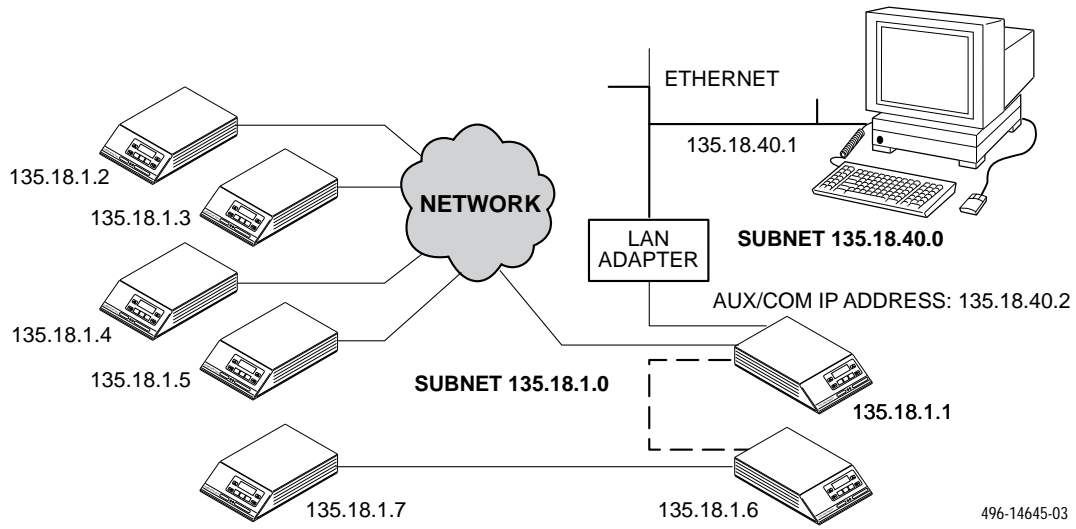 ETHERNET
135.18.40.1
135.18.1.2
135.18.1.3
NETWORK
LAN
ADAPTER
SUBNET 135.18.40.0
AUX/COM IP ADDRESS: 135.18.40.2
135.18.1.4
135.18.1.5
SUBNET 135.18.1.0
135.18.1.1
135.18.1.7
135.18.1.6
496-14645-03